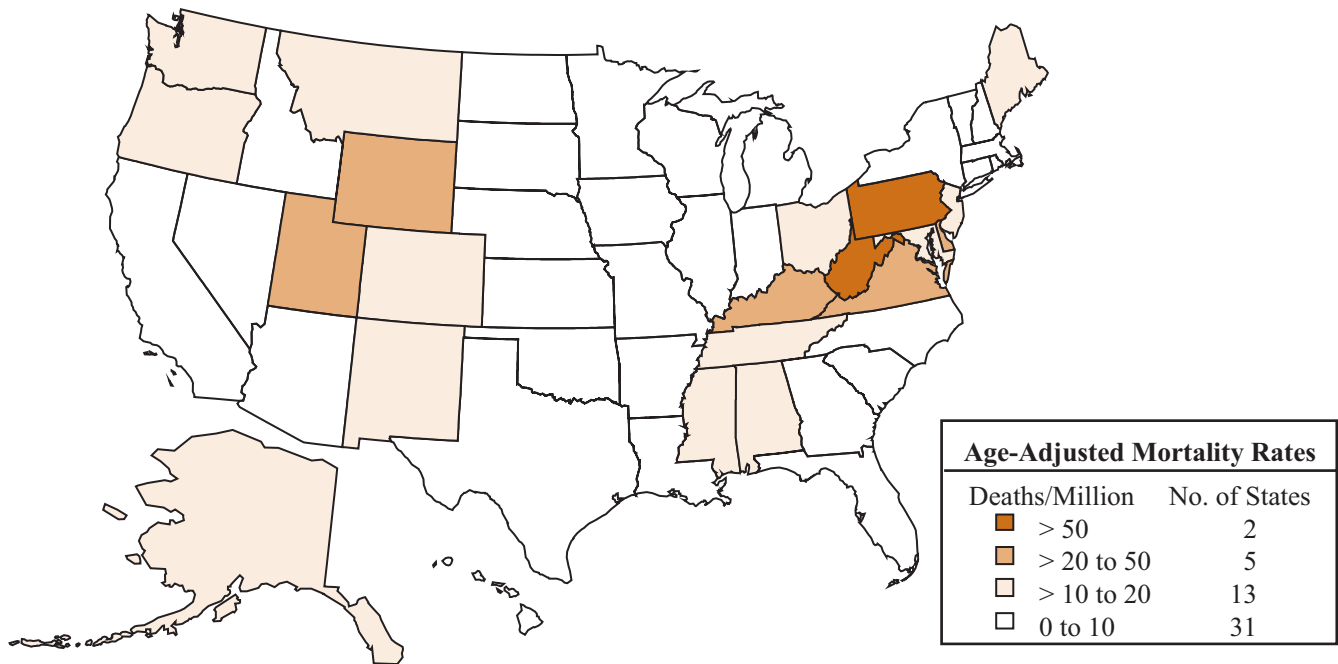 Age-Adjusted Mortality Rates
Deaths/Million No. of States
> 50 2
> 20 to 50 5
> 10 to 20 13
0 to 10 31